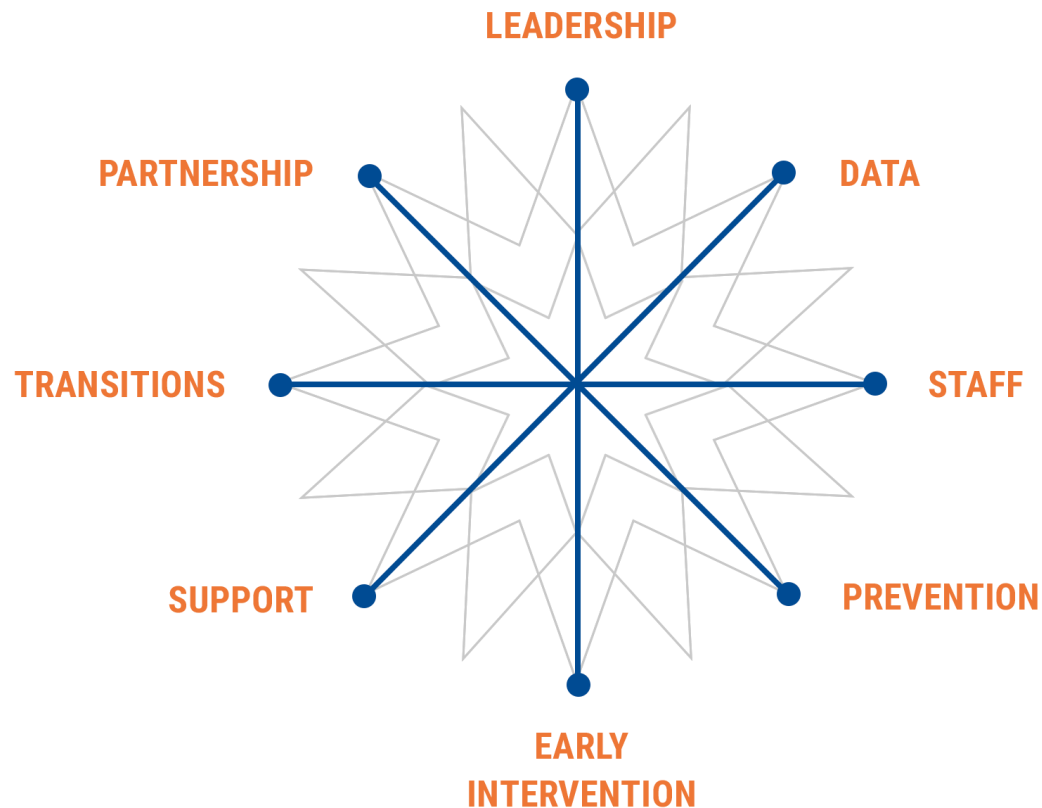 LEADERSHIP
PARTNERSHIP
DATA
TRANSITIONS
STAFF
SUPPORT
PREVENTION
EARLY
INTERVENTION